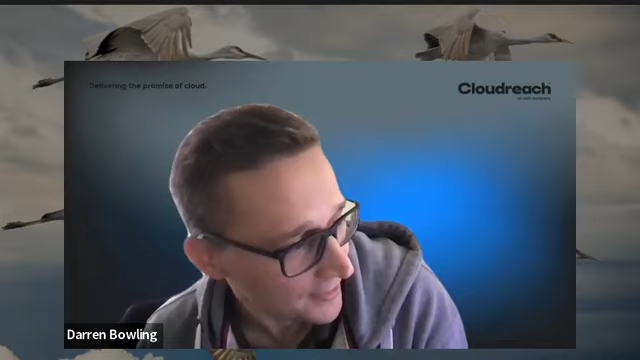 Delivering the promise of cloud.
Cloudreach
Darren Bowling